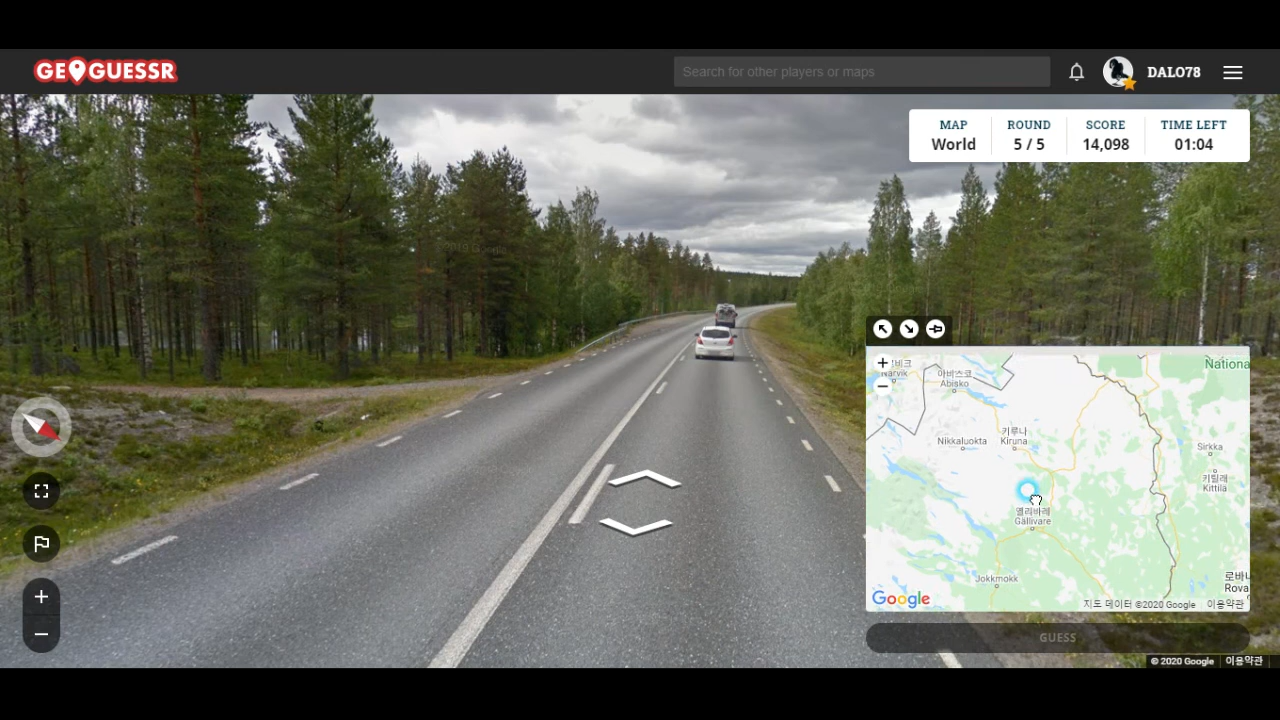 GEOGUESSR
Search for other players or maps
DALO78
MAP
World
ROUND
5 / 5
SCORE
14,098
TIME LEFT
01:04
+
−
Narvik
아비스코
Abisko
Nationa
키루나
Kiruna
Nikkaluokta
Sirkka
키틸래
Kittilä
옐리바레
Gällivare
Jokkmokk
로바니
Rova
Google
지도 데이터 ©2020 Google
이용약관
GUESS
© 2020 Google
이용약관
+
−